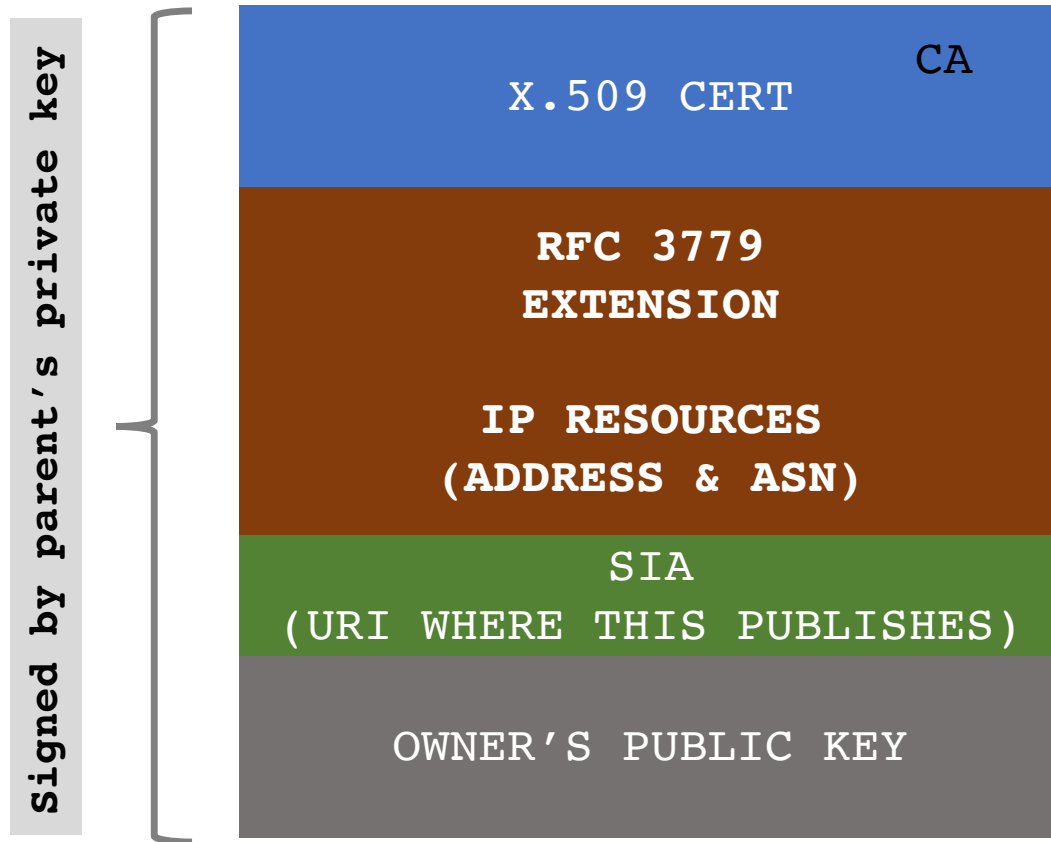 Signed by parent’s private key
CA
X.509 CERT
RFC 3779
EXTENSION
IP RESOURCES
(ADDRESS & ASN)
SIA
(URI WHERE THIS PUBLISHES)
OWNER’S PUBLIC KEY